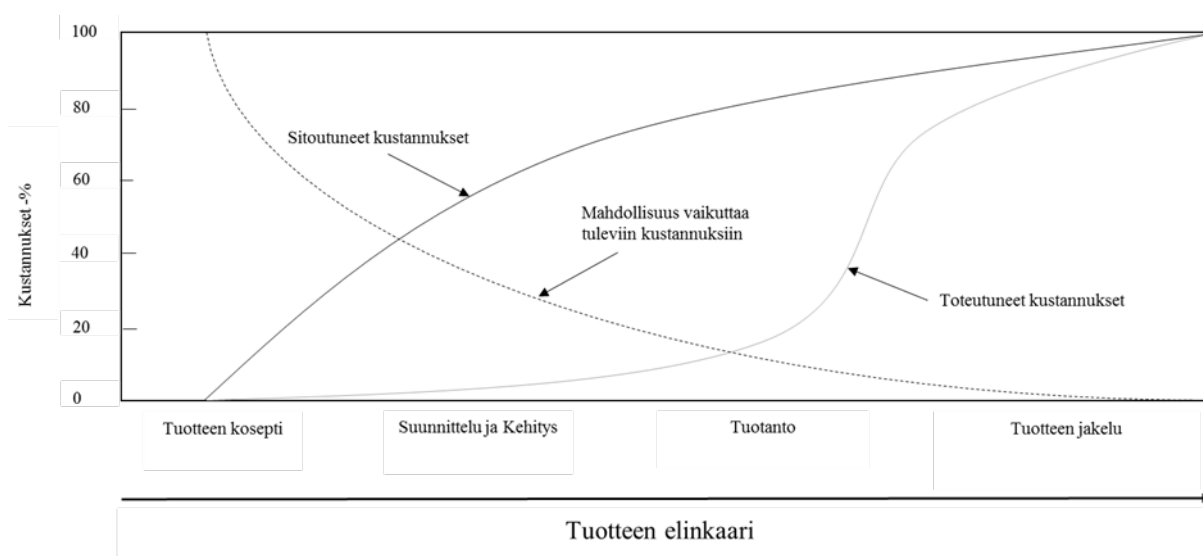 100
80
60
40
20
0
Kustannukset -%
Sitoutuneet kustannukset
Mahdollisuus vaikuttaa
tuleviin kustannuksiin
Toteutuneet kustannukset
Tuotteen kosepti
Suunnittelu ja Kehitys
Tuotanto
Tuotteen jakelu
Tuotteen elinkaari